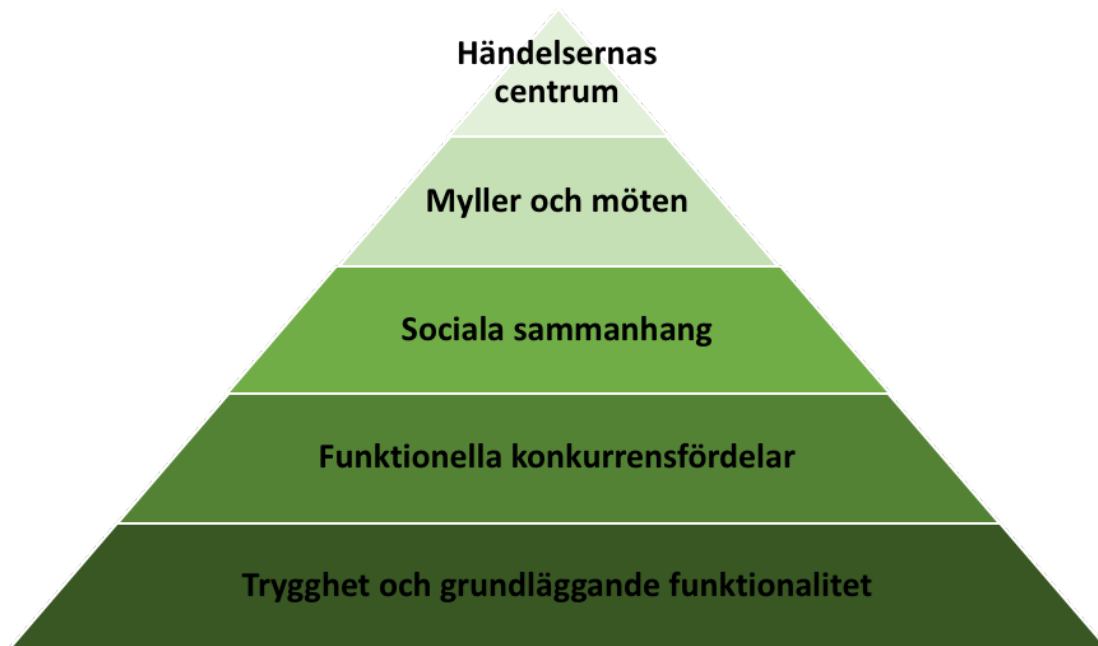 Händelsernas
centrum
Myller och möten
Sociala sammanhang
Funktionella konkurrensfördelar
Trygghet och grundläggande funktionalitet